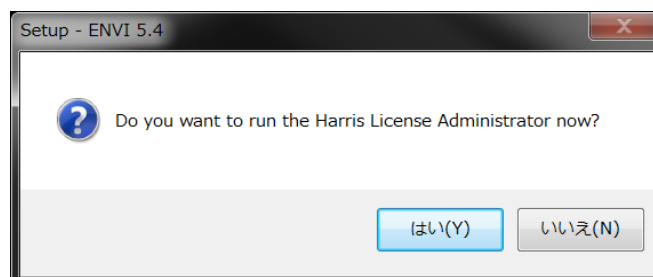 Setup - ENVI 5.4
Do you want to run the Harris License Administrator now?
はい(Y)
いいえ(N)